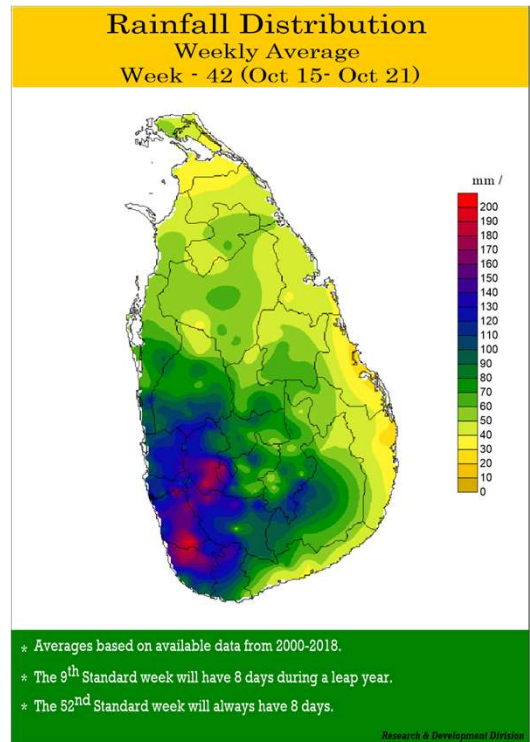 Rainfall Distribution
Weekly Average
Week - 42 (Oct 15- Oct 21)
mm /
200
190
180
170
160
150
140
130
120
110
100
90
80
70
60
50
40
30
20
10
0
* Averages based on available data from 2000-2018.
* The 9th Standard week will have 8 days during a leap year.
* The 52nd Standard week will always have 8 days.
Research & Development Division